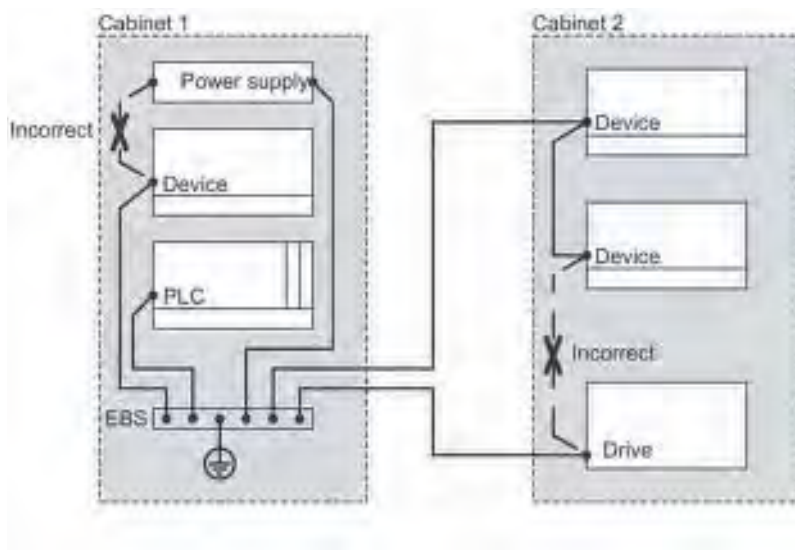 Cabinet 1
Power supply
Incorrect
Device
PLC
EBS
Cabinet 2
Device
Device
Incorrect
Drive